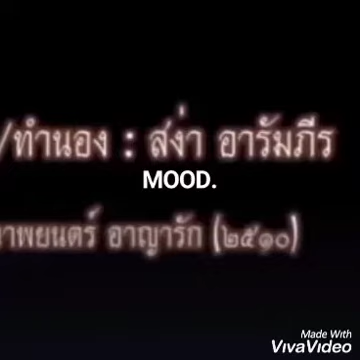 /ทำนอง : สง่า อารัมภีร
MOOD.
าพยนตร์ อาญารัก (๒๕๑๐)
Made With
VivaVideo